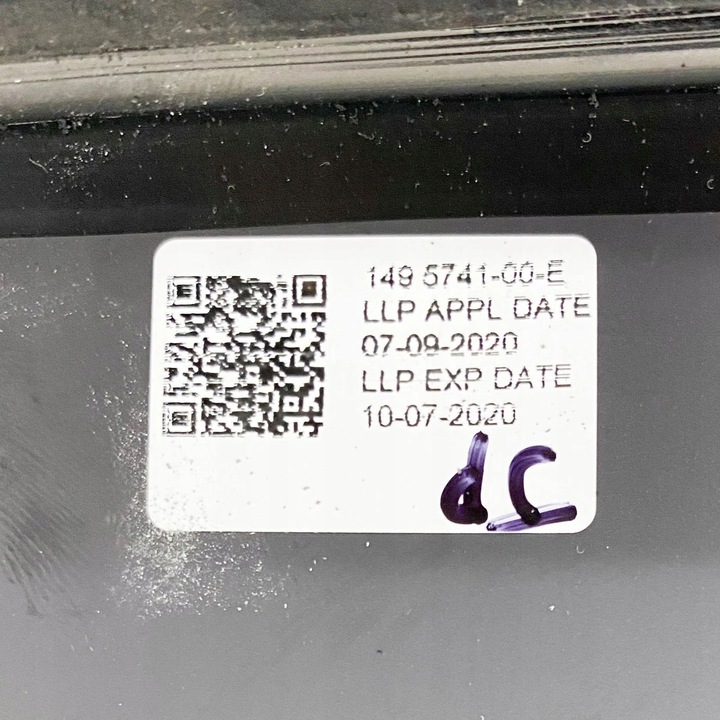 149 5741-00-E
LLP APPL DATE
07-09-2020
LLP EXP DATE
10-07-2020
dc